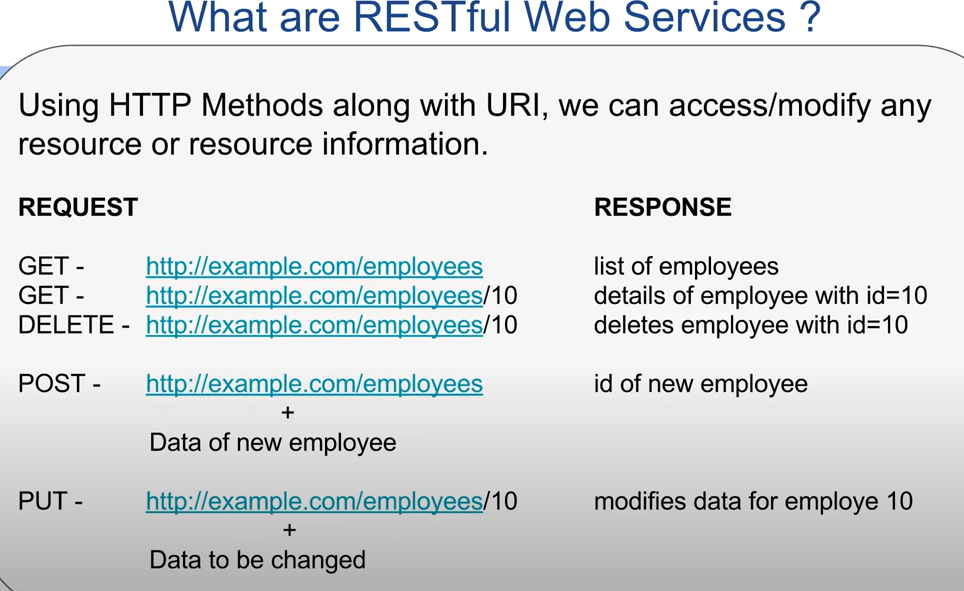 What are RESTful Web Services ?
Using HTTP Methods along with URI, we can access/modify any
resource or resource information.
REQUEST RESPONSE
GET - http://example.com/employees list of employees
GET - http://example.com/employees/10 details of employee with id=10
DELETE - http://example.com/employees/10 deletes employee with id=10
POST - http://example.com/employees id of new employee
+
Data of new employee
PUT - http://example.com/employees/10 modifies data for employe 10
+
Data to be changed